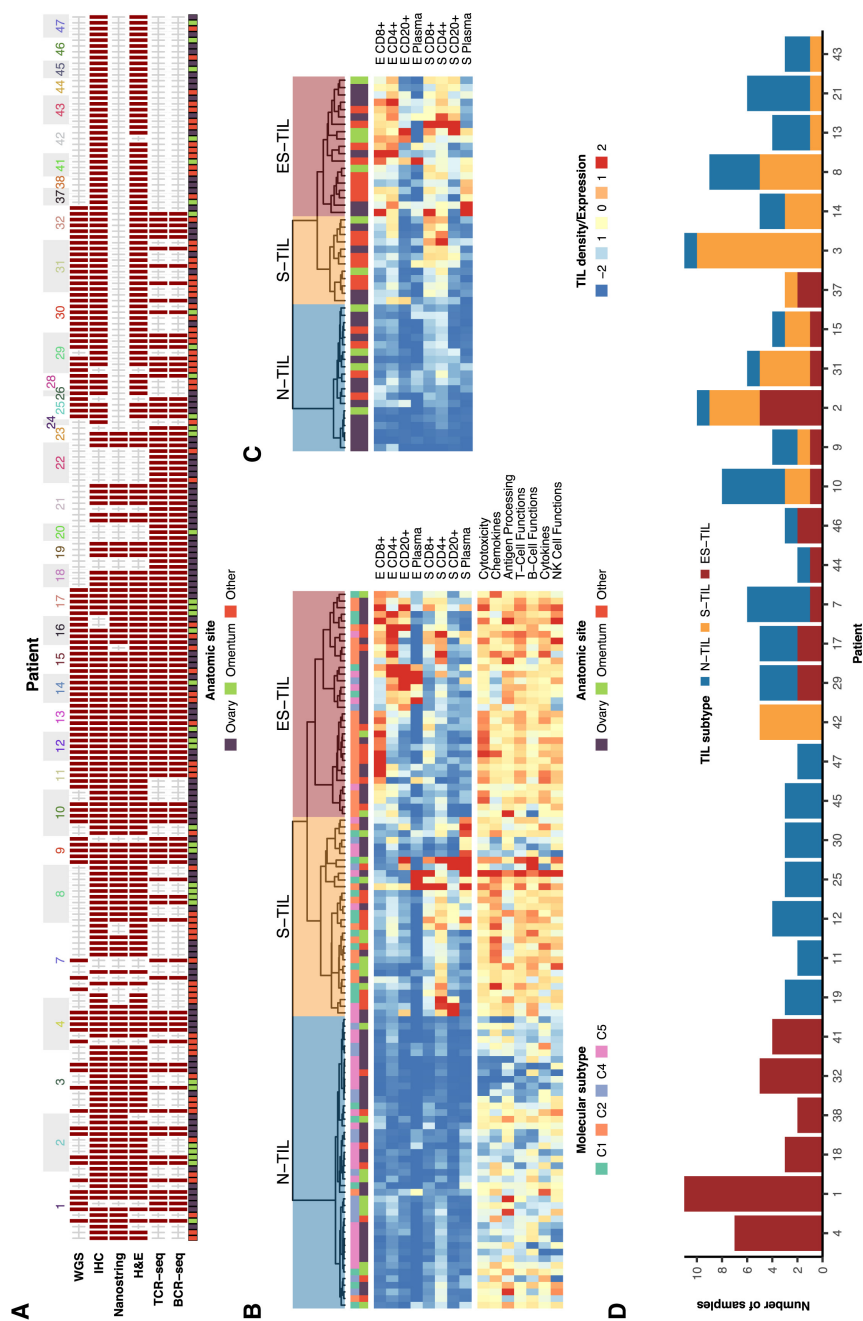 A
Patient
1 2 3 4 7 8 9 10 11 12 13 14 15 16 17 18 19 20 21 22 23 24 25 26 28 29 30 31 32 37 38 41 42 43 44 45 46 47
WGS
IHC
Nanostring
H&E
TCR−seq
BCR−seq
Anatomic site
Ovary Omentum Other
B
N−TIL S−TIL ES−TIL
E CD8+
E CD4+
E CD20+
E Plasma
S CD8+
S CD4+
S CD20+
S Plasma
Cytotoxicity
Chemokines
Antigen Processing
T−Cell Functions
B−Cell Functions
Cytokines
NK Cell Functions
Molecular subtype
C1 C2 C4 C5
Anatomic site
Ovary Omentum Other
C
N−TIL S−TIL ES−TIL
E CD8+
E CD4+
E CD20+
E Plasma
S CD8+
S CD4+
S CD20+
S Plasma
TIL density/Expression
−2 1 0 1 2
D
TIL subtype
N−TIL S−TIL ES−TIL
Number of samples
10
8
6
4
2
0
4 1 18 38 32 41 19 11 12 25 30 45 47 42 29 17 7 44 46 10 9 2 31 15 37 3 14 8 13 21 43
Patient